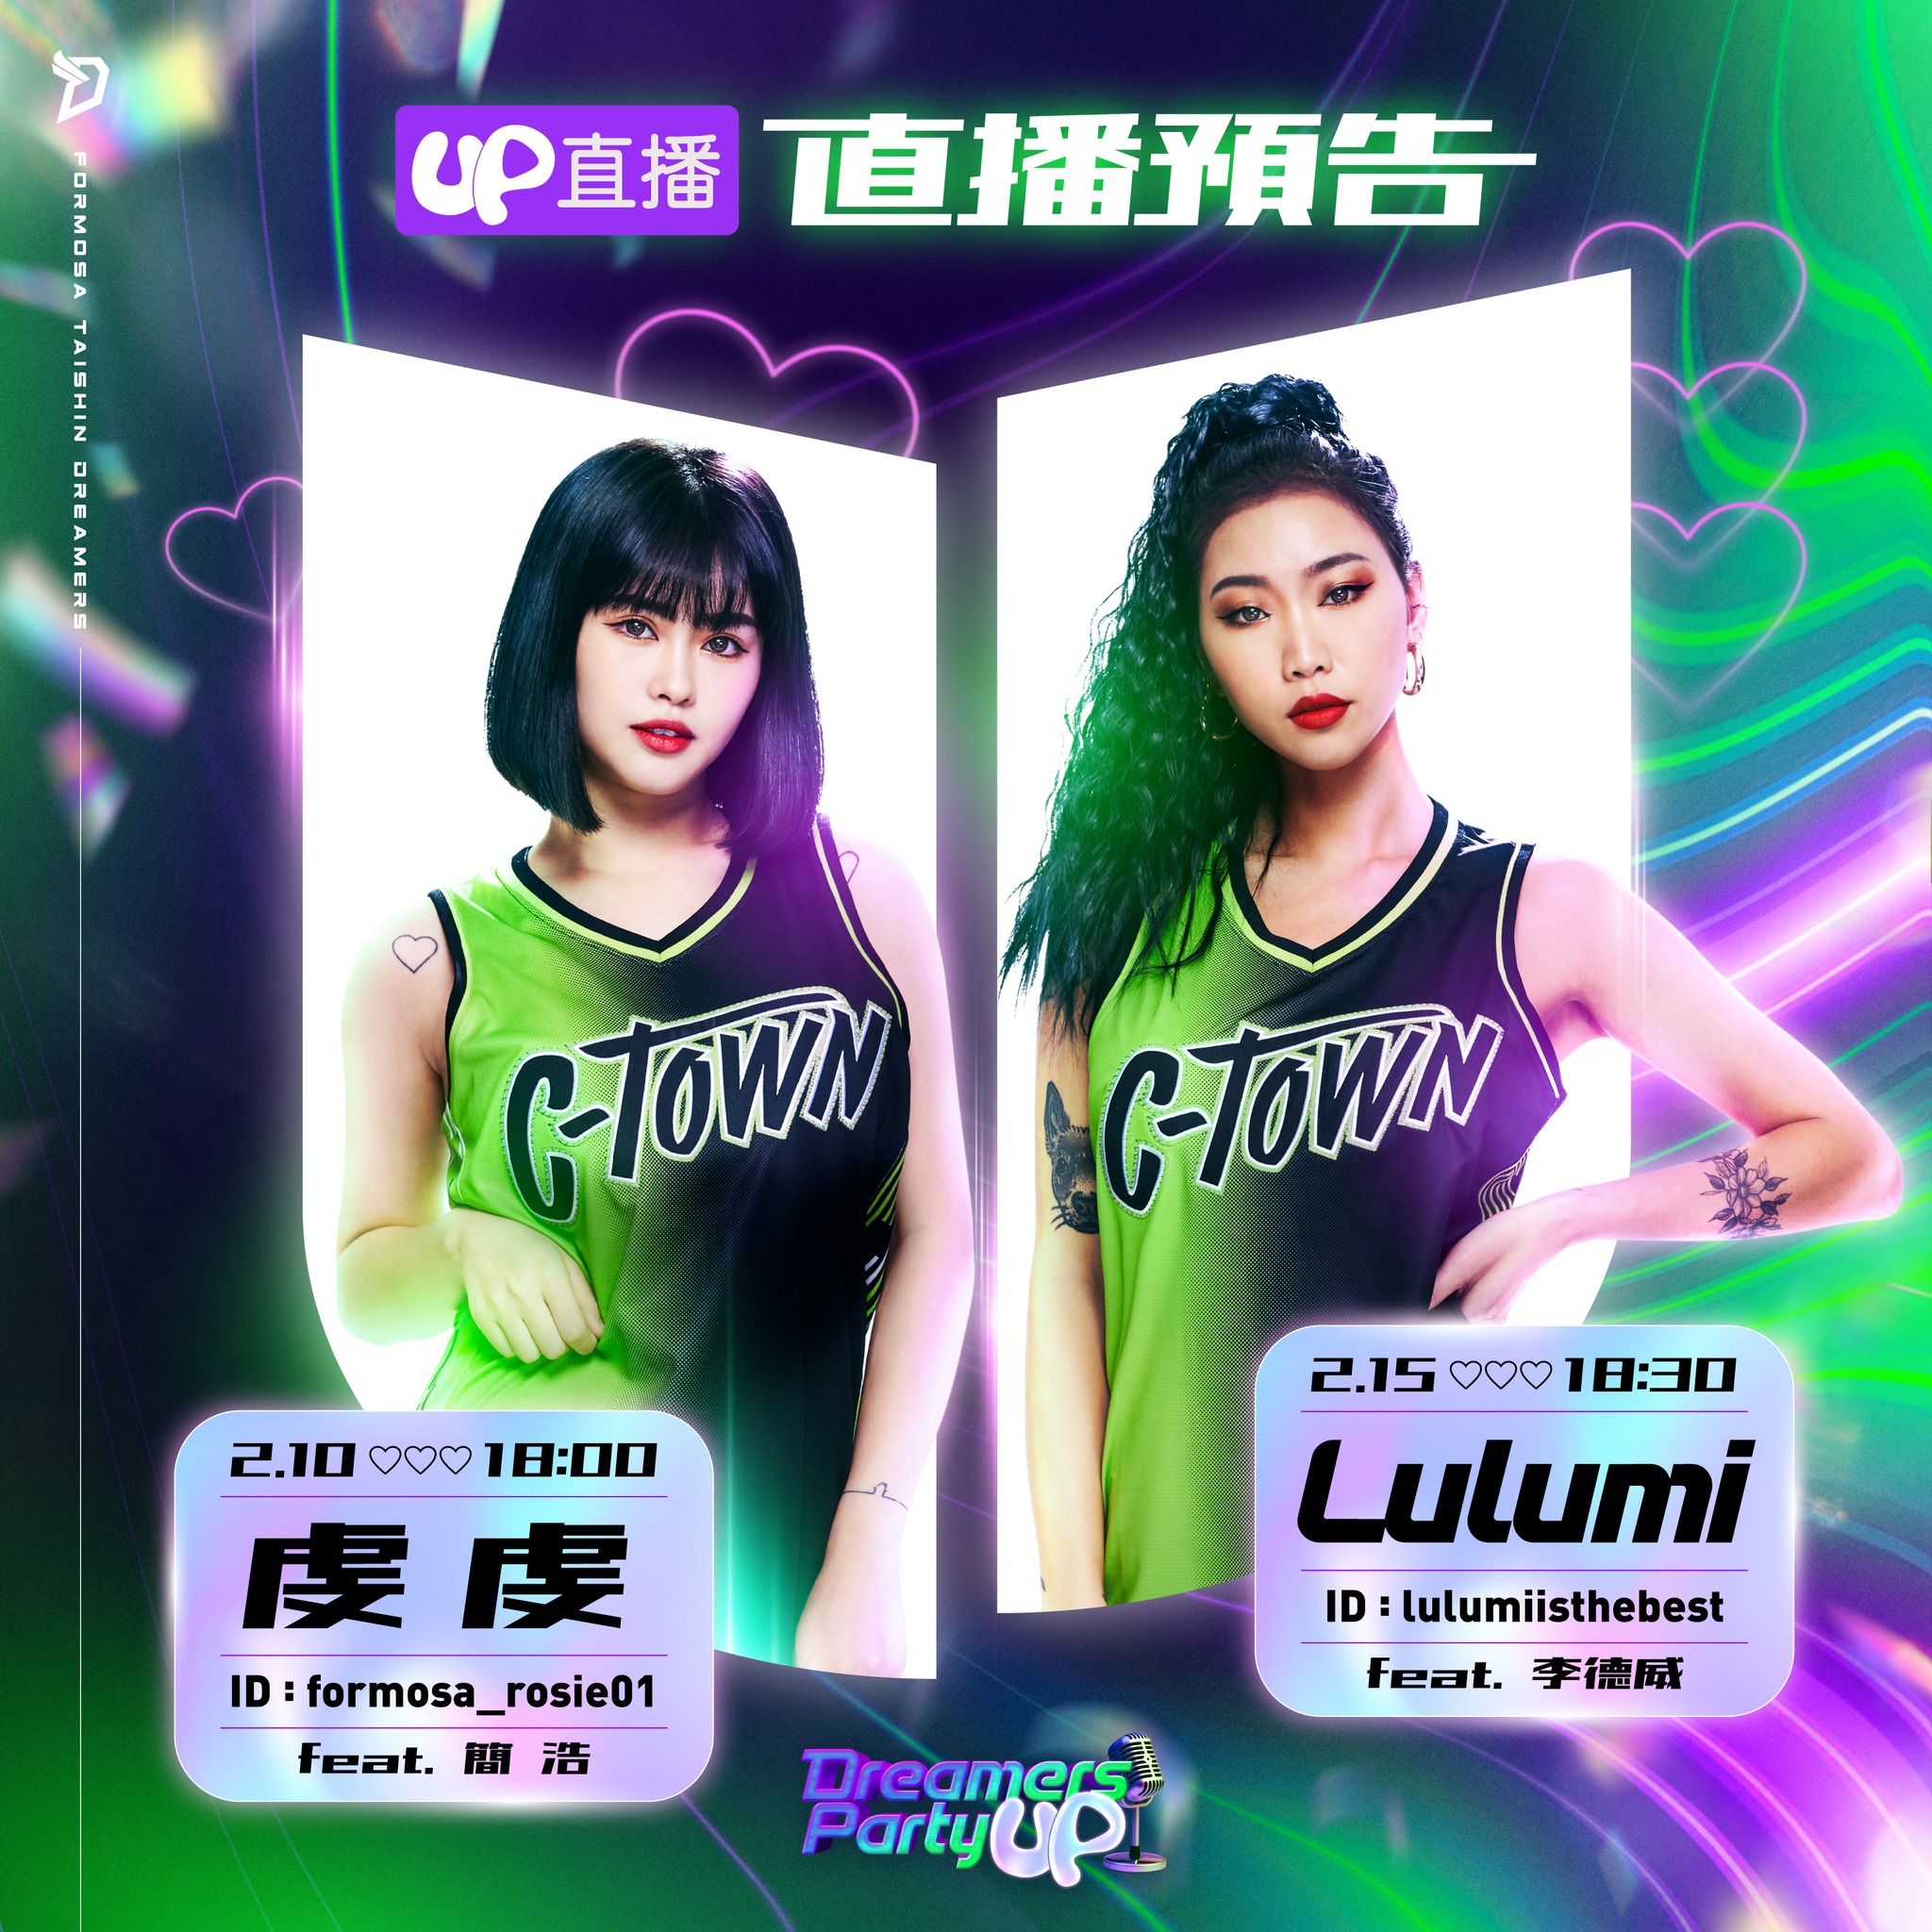 UP直播 直播預告
FORMOSA TAISHIN DREAMERS
C-TOWN
C-TOWN
2.10 ♡♡♡ 18:00
虔 虔
ID : formosa_rosie01
feat. 簡 浩
2.15 ♡♡♡ 18:30
Lulumi
ID : lulumiisthebest
feat. 李德威
Dreamers
Party UP